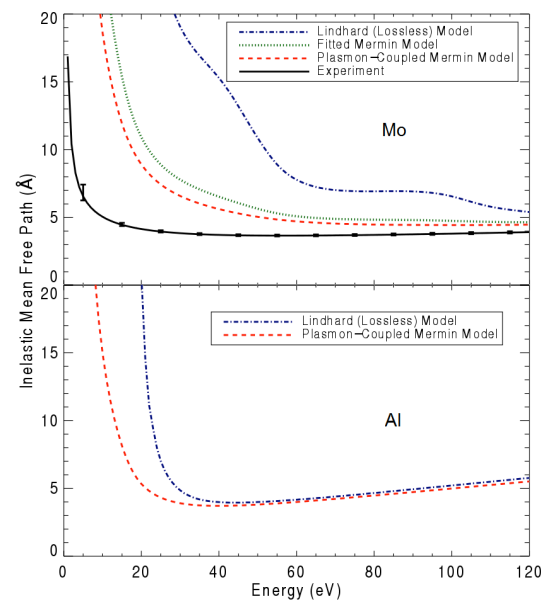 20
Lindhard (Lossless) Model
Fitted Mermin Model
Plasmon-Coupled Mermin Model
Experiment
15
Mo
10
5
0
Inelastic Mean Free Path (Å)
20
Lindhard (Lossless) Model
Plasmon-Coupled Mermin Model
15
Al
10
5
0
0 20 40 60 80 100 120
Energy (eV)